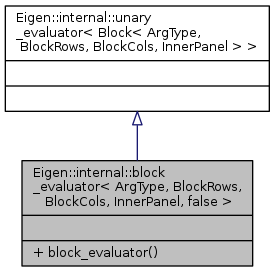 Eigen::internal::unary
_evaluator< Block< ArgType,
BlockRows, BlockCols, InnerPanel > >
Eigen::internal::block
_evaluator< ArgType, BlockRows,
BlockCols, InnerPanel, false >
+ block_evaluator()